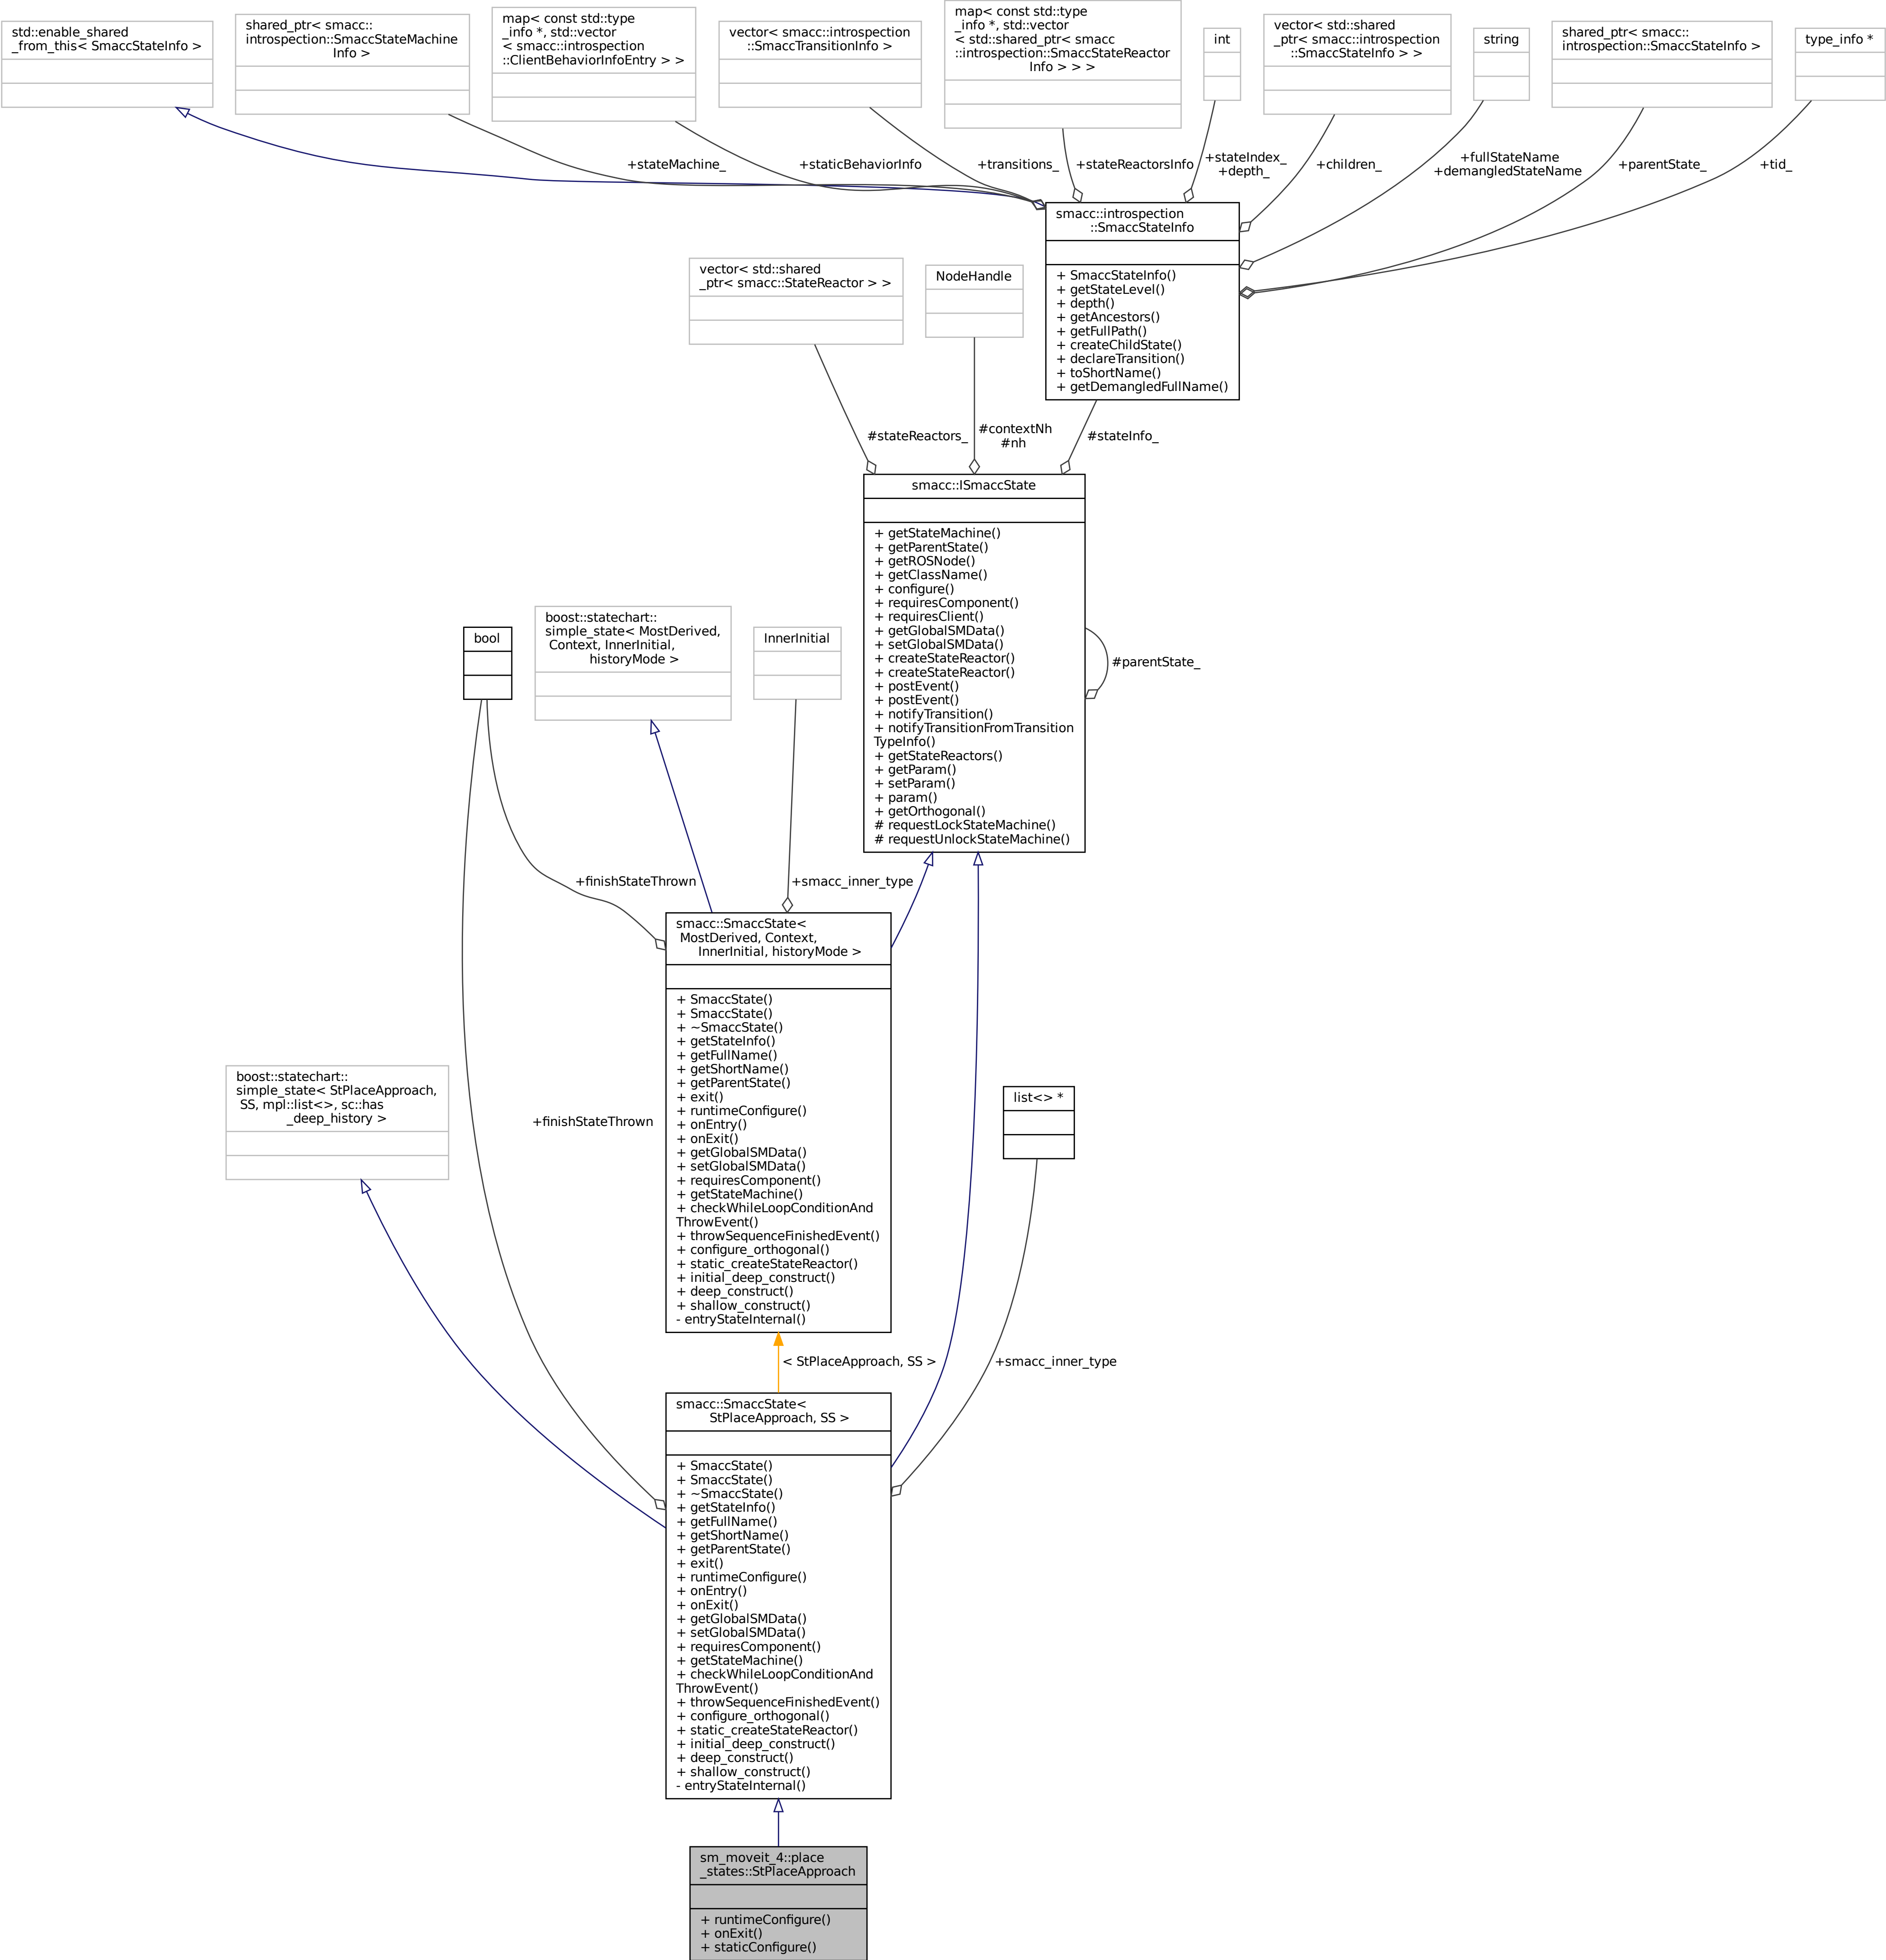 std::enable_shared
_from_this< SmaccStateInfo >
shared_ptr< smacc::
introspection::SmaccStateMachine
Info >
map< const std::type
_info *, std::vector
< smacc::introspection
::ClientBehaviorInfoEntry > >
vector< smacc::introspection
::SmaccTransitionInfo >
map< const std::type
_info *, std::vector
< std::shared_ptr< smacc
::introspection::SmaccStateReactor
Info > > >
int
vector< std::shared
_ptr< smacc::introspection
::SmaccStateInfo > >
string
shared_ptr< smacc::
introspection::SmaccStateInfo >
type_info *
+stateMachine_
+staticBehaviorInfo
+transitions_
+stateReactorsInfo
+stateIndex_
+depth_
+children_
+fullStateName
+demangledStateName
+parentState_
+tid_
smacc::introspection
::SmaccStateInfo
+ SmaccStateInfo()
+ getStateLevel()
+ depth()
+ getAncestors()
+ getFullPath()
+ createChildState()
+ declareTransition()
+ toShortName()
+ getDemangledFullName()
vector< std::shared
_ptr< smacc::StateReactor > >
NodeHandle
#stateReactors_
#contextNh
#nh
#stateInfo_
smacc::ISmaccState
+ getStateMachine()
+ getParentState()
+ getROSNode()
+ getClassName()
+ configure()
+ requiresComponent()
+ requiresClient()
+ getGlobalSMData()
+ setGlobalSMData()
+ createStateReactor()
+ createStateReactor()
+ postEvent()
+ postEvent()
+ notifyTransition()
+ notifyTransitionFromTransition
TypeInfo()
+ getStateReactors()
+ getParam()
+ setParam()
+ param()
+ getOrthogonal()
# requestLockStateMachine()
# requestUnlockStateMachine()
#parentState_
bool
boost::statechart::
simple_state< MostDerived,
Context, InnerInitial,
historyMode >
InnerInitial
+finishStateThrown
+smacc_inner_type
smacc::SmaccState<
MostDerived, Context,
InnerInitial, historyMode >
+ SmaccState()
+ SmaccState()
+ ~SmaccState()
+ getStateInfo()
+ getFullName()
+ getShortName()
+ getParentState()
+ exit()
+ runtimeConfigure()
+ onEntry()
+ onExit()
+ getGlobalSMData()
+ setGlobalSMData()
+ requiresComponent()
+ getStateMachine()
+ checkWhileLoopConditionAnd
ThrowEvent()
+ throwSequenceFinishedEvent()
+ configure_orthogonal()
+ static_createStateReactor()
+ initial_deep_construct()
+ deep_construct()
+ shallow_construct()
- entryStateInternal()
boost::statechart::
simple_state< StPlaceApproach,
SS, mpl::list<>, sc::has
_deep_history >
+finishStateThrown
list<> *
< StPlaceApproach, SS >
+smacc_inner_type
smacc::SmaccState<
StPlaceApproach, SS >
+ SmaccState()
+ SmaccState()
+ ~SmaccState()
+ getStateInfo()
+ getFullName()
+ getShortName()
+ getParentState()
+ exit()
+ runtimeConfigure()
+ onEntry()
+ onExit()
+ getGlobalSMData()
+ setGlobalSMData()
+ requiresComponent()
+ getStateMachine()
+ checkWhileLoopConditionAnd
ThrowEvent()
+ throwSequenceFinishedEvent()
+ configure_orthogonal()
+ static_createStateReactor()
+ initial_deep_construct()
+ deep_construct()
+ shallow_construct()
- entryStateInternal()
sm_moveit_4::place
_states::StPlaceApproach
+ runtimeConfigure()
+ onExit()
+ staticConfigure()